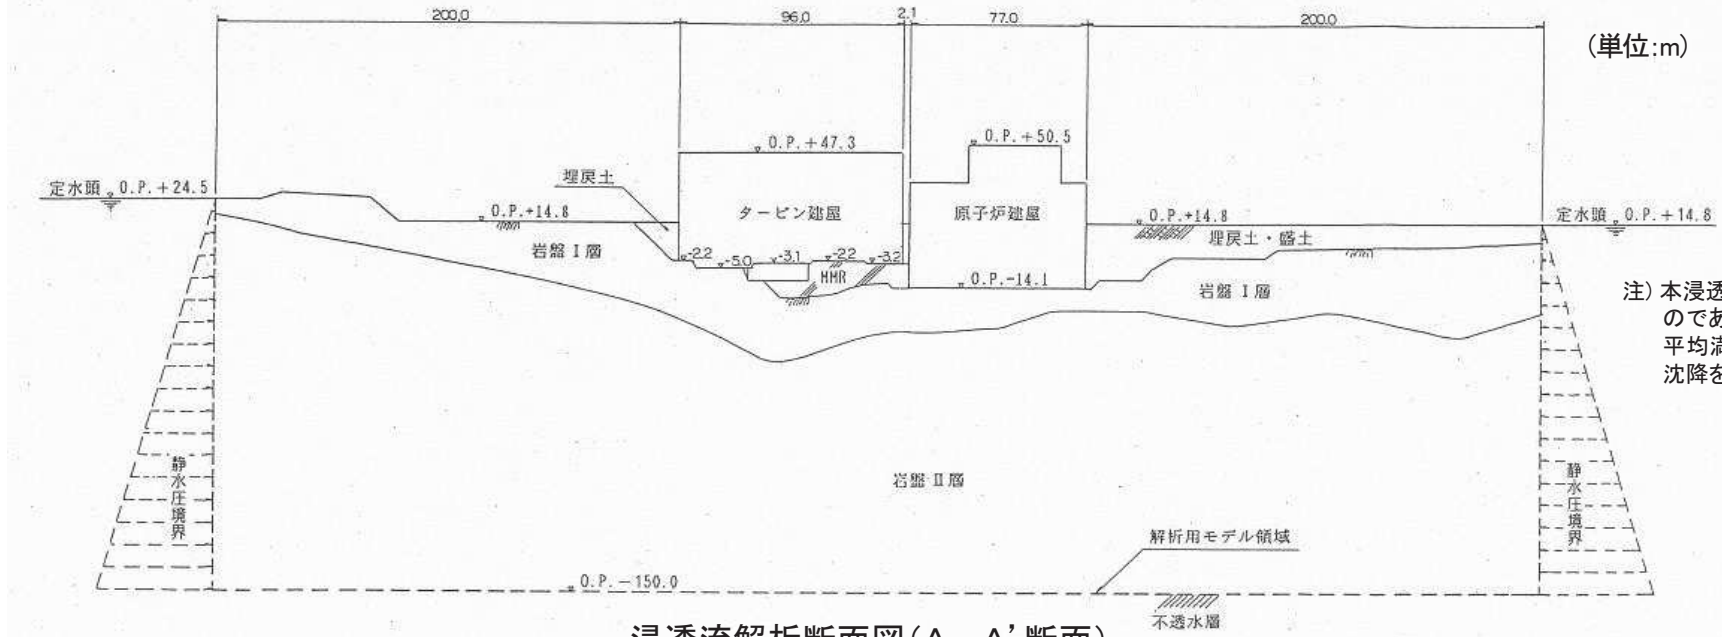 200.0
96.0
2.1
77.0
200.0
(単位:m)
O.P.+47.3
O.P.+50.5
定水頭 O.P.+24.5
埋戻土
O.P.+14.8
タービン建屋
原子炉建屋
O.P.+14.8
定水頭 O.P.+14.8
埋戻土・盛土
岩盤Ⅰ層
-2.2
-5.0
-3.1
-2.2
-3.2
MMR
O.P.-14.1
岩盤Ⅰ層
注)本浸透
のであ
平均満
沈降を
静水圧境界
岩盤Ⅱ層
静水圧境界
解析用モデル領域
O.P.-150.0
不透水層
浸透流解析断面図(A-A'断面)